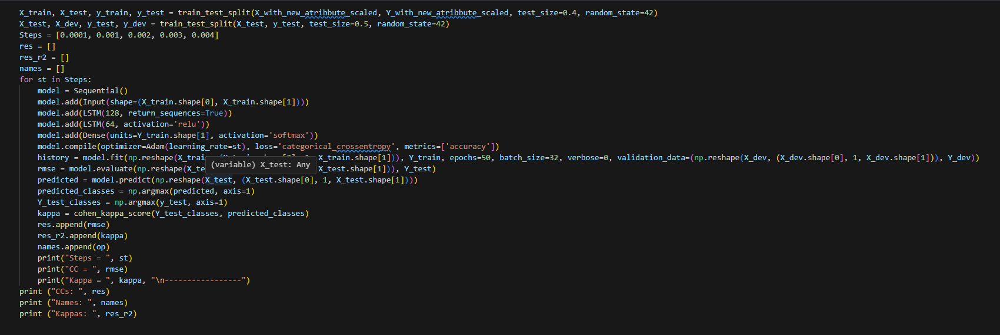 X_train, X_test, y_train, y_test = train_test_split(X_with_new_atribbute_scaled, Y_with_new_atribbute_scaled, test_size=0.4, random_state=42)
X_test, X_dev, y_test, y_dev = train_test_split(X_test, y_test, test_size=0.5, random_state=42)
Steps = [0.0001, 0.001, 0.002, 0.003, 0.004]
res = []
res_r2 = []
names = []
for st in Steps:
    model = Sequential()
    model.add(Input(shape=(X_train.shape[0], X_train.shape[1])))
    model.add(LSTM(128, return_sequences=True))
    model.add(LSTM(64, activation='relu'))
    model.add(Dense(units=Y_train.shape[1], activation='softmax'))
    model.compile(optimizer=Adam(learning_rate=st), loss='categorical_crossentropy', metrics=['accuracy'])
    history = model.fit(np.reshape(X_trai X_train.shape[1])), Y_train, epochs=50, batch_size=32, verbose=0, validation_data=(np.reshape(X_dev, (X_dev.shape[0], 1, X_dev.shape[1])), Y_dev))
(variable) X_test: Any
    rmse = model.evaluate(np.reshape(X_te X_test.shape[1])), Y_test)
    predicted = model.predict(np.reshape(X_test, (X_test.shape[0], 1, X_test.shape[1])))
    predicted_classes = np.argmax(predicted, axis=1)
    Y_test_classes = np.argmax(y_test, axis=1)
    kappa = cohen_kappa_score(Y_test_classes, predicted_classes)
    res.append(rmse)
    res_r2.append(kappa)
    names.append(op)
    print("Steps = ", st)
    print("CC = ", rmse)
    print("Kappa = ", kappa, "\n-----------------")
print ("CCs: ", res)
print ("Names: ", names)
print ("Kappas: ", res_r2)